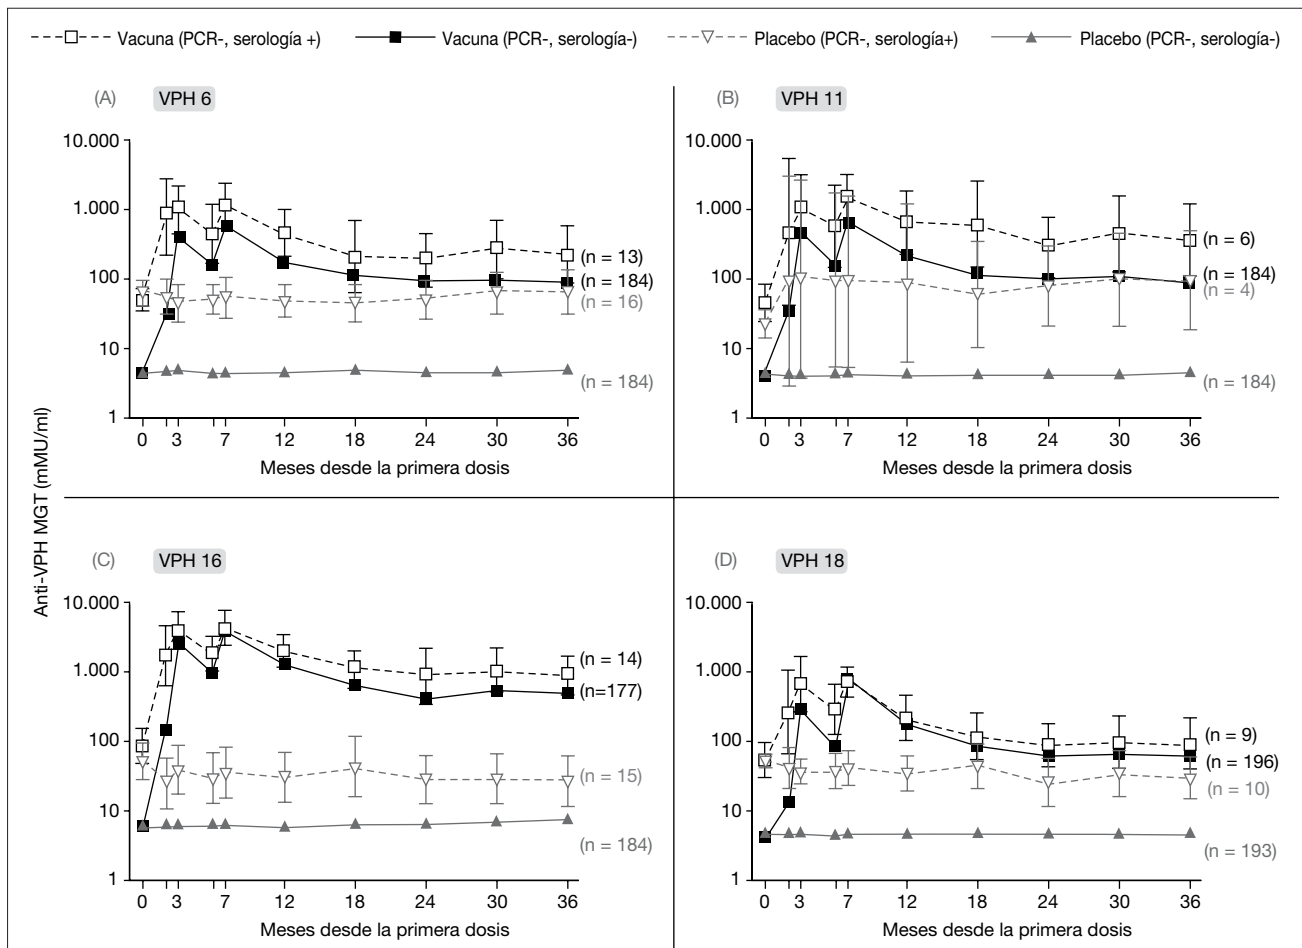 Vacuna (PCR-, serología +)
Vacuna (PCR-, serología-)
Placebo (PCR-, serología+)
Placebo (PCR-, serología-)
Anti-VPH MGT (mMU/ml)
(A) VPH 6
10.000
1.000
100
10
1
0 3 7 12 18 24 30 36
Meses desde la primera dosis
(n = 13)
(n = 184)
(n = 16)
(n = 184)
(B) VPH 11
10.000
1.000
100
10
1
0 3 7 12 18 24 30 36
Meses desde la primera dosis
(n = 6)
(n = 184)
(n = 4)
(n = 184)
(C) VPH 16
10.000
1.000
100
10
1
0 3 7 12 18 24 30 36
Meses desde la primera dosis
(n = 14)
(n=177)
(n = 15)
(n = 184)
(D) VPH 18
10.000
1.000
100
10
1
0 3 7 12 18 24 30 36
Meses desde la primera dosis
(n = 9)
(n = 196)
(n = 10)
(n = 193)